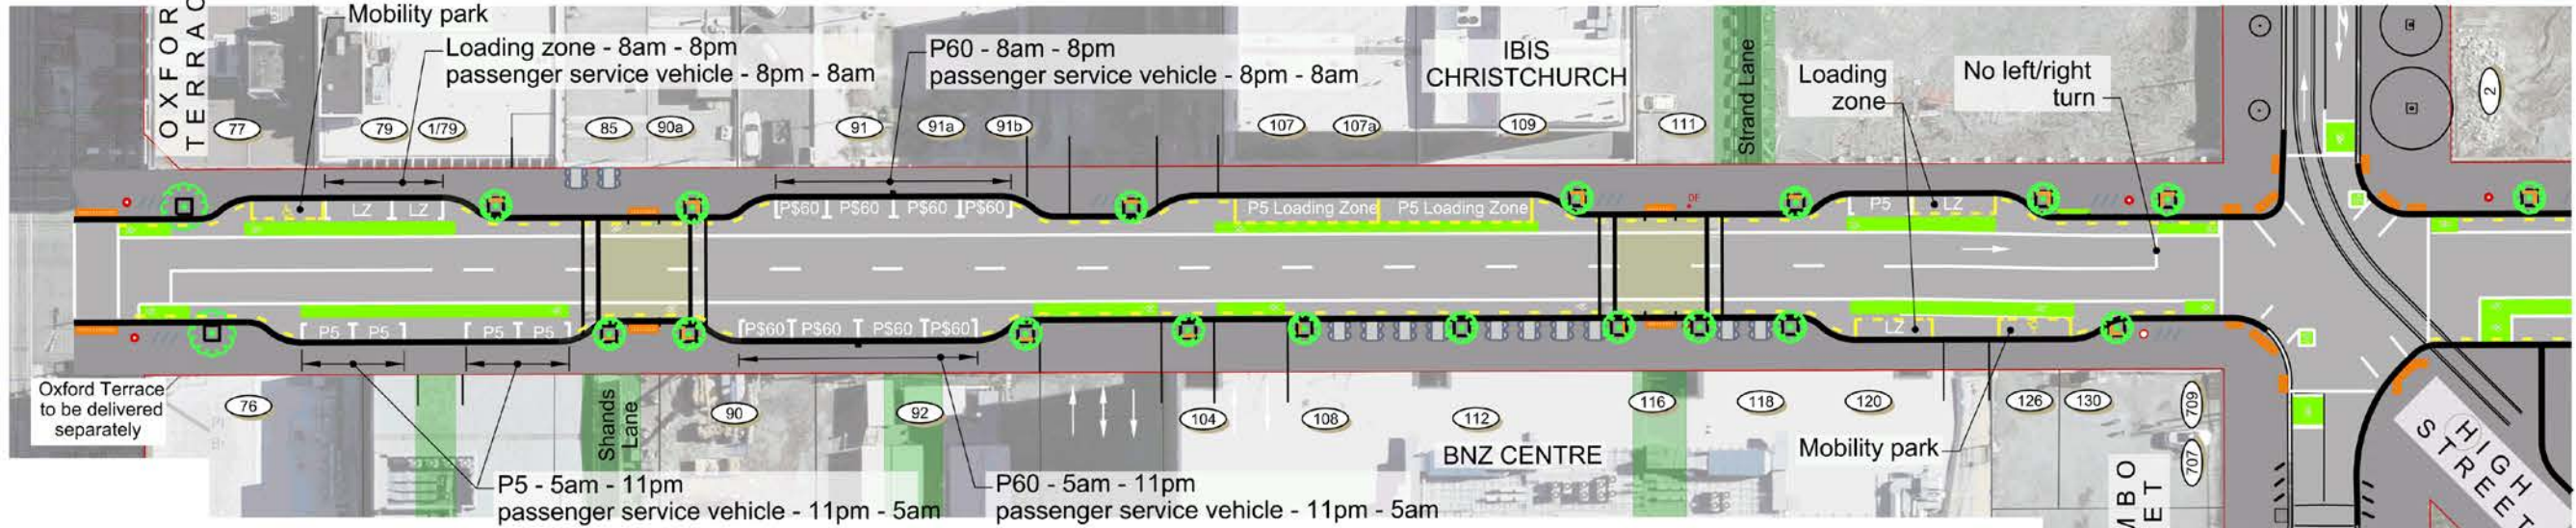 OXFOR
TERRAC
Mobility park
Loading zone - 8am - 8pm
passenger service vehicle - 8pm - 8am
P60 - 8am - 8pm
passenger service vehicle - 8pm - 8am
IBIS
CHRISTCHURCH
Strand Lane
Loading
zone
No left/right
turn
2
77
79
1/79
85
90a
91
91a
91b
107
107a
109
111
DF
LZ
LZ
P$60
P$60
P$60
P$60
P5 Loading Zone
P5 Loading Zone
P5
LZ
P5
P5
P5
P5
P$60
P$60
P$60
P$60
LZ
Oxford Terrace
to be delivered
separately
76
Shands
Lane
90
92
104
108
112
116
118
120
126
130
709
707
BNZ CENTRE
Mobility park
P5 - 5am - 11pm
passenger service vehicle - 11pm - 5am
P60 - 5am - 11pm
passenger service vehicle - 11pm - 5am
MBO
ET
HIGH
STREET